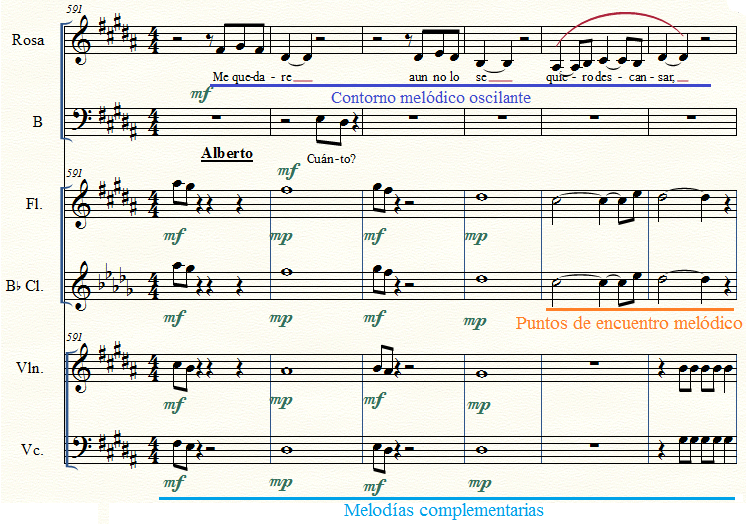 591
Rosa
Me que-da - re aun no lo se quie - ro des - can - sar,
mf
Contorno melódico oscilante
B
Alberto
mf
Cuán-to?
591
Fl.
mf mp mf mp
B♭ Cl.
mf mp mf mp
Puntos de encuentro melódico
591
Vln.
mf mp mf mp
Vc.
mf mp mf mp
Melodías complementarias